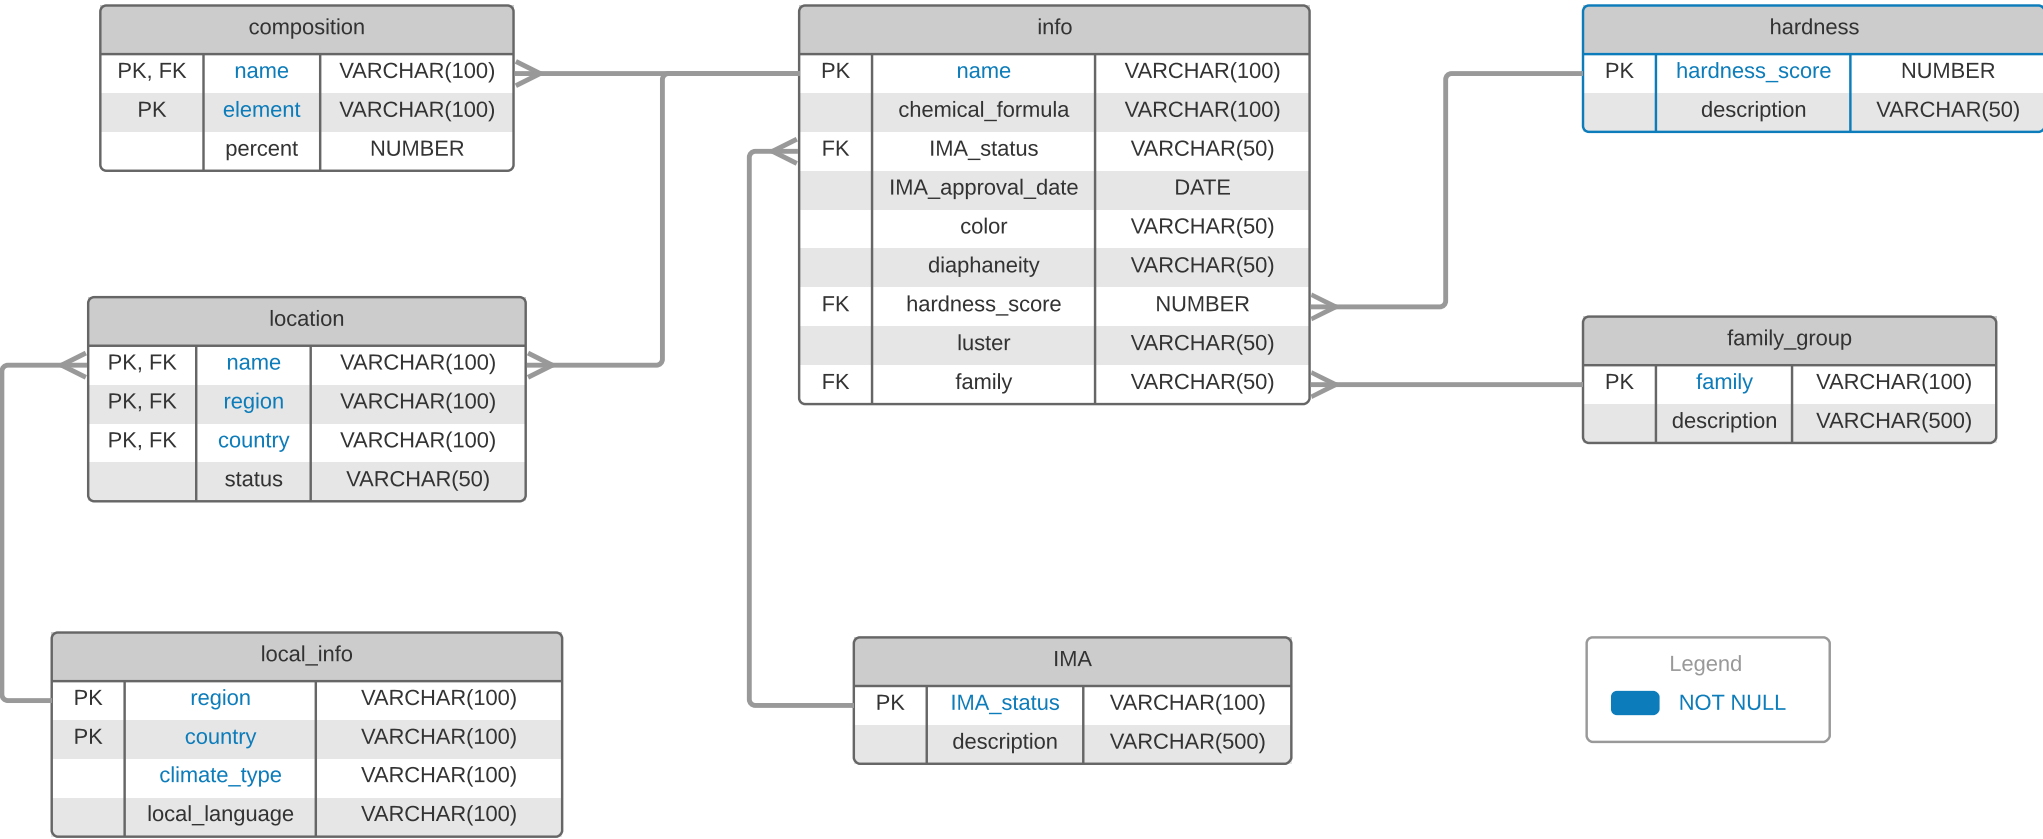 composition
PK, FK name VARCHAR(100)
PK element VARCHAR(100)
percent NUMBER
info
PK name VARCHAR(100)
chemical_formula VARCHAR(100)
FK IMA_status VARCHAR(50)
IMA_approval_date DATE
color VARCHAR(50)
diaphaneity VARCHAR(50)
FK hardness_score NUMBER
luster VARCHAR(50)
FK family VARCHAR(50)
hardness
PK hardness_score NUMBER
description VARCHAR(50)
location
PK, FK name VARCHAR(100)
PK, FK region VARCHAR(100)
PK, FK country VARCHAR(100)
status VARCHAR(50)
family_group
PK family VARCHAR(100)
description VARCHAR(500)
local_info
PK region VARCHAR(100)
PK country VARCHAR(100)
climate_type VARCHAR(100)
local_language VARCHAR(100)
IMA
PK IMA_status VARCHAR(100)
description VARCHAR(500)
Legend
NOT NULL